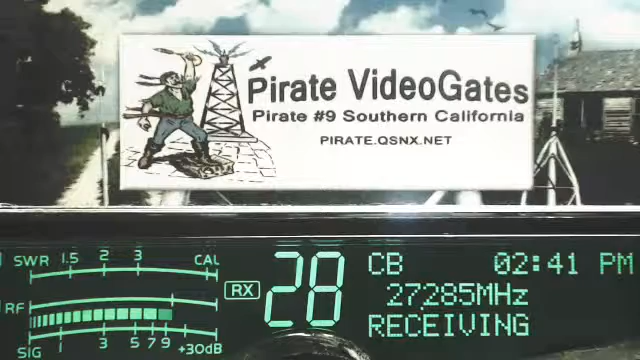 Pirate VideoGates
Pirate #9 Southern California
PIRATE.QSNX.NET
SWR 1.5 2 3 CAL
RX
28
CB
02:41 PM
27285MHz
RECEIVING
RF
SIG 1 3 5 7 9 +30dB